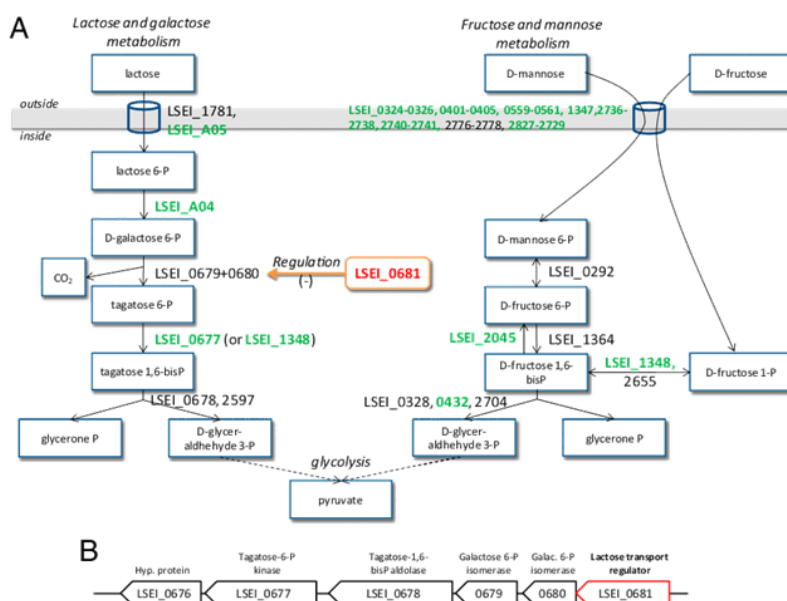 A
Lactose and galactose
metabolism
Fructose and mannose
metabolism
lactose
D-mannose
D-fructose
outside
inside
LSEI_1781,
LSEI_A05
LSEI_0324-0326, 0401-0405, 0559-0561, 1347,2736-
2738,2740-2741, 2776-2778, 2827-2729
lactose 6-P
LSEI_A04
D-galactose 6-P
D-mannose 6-P
CO2
LSEI_0679+0680
Regulation
(-)
LSEI_0681
LSEI_0292
tagatose 6-P
D-fructose 6-P
LSEI_0677 (or LSEI_1348)
LSEI_2045
LSEI_1364
tagatose 1,6-bisP
D-fructose 1,6-
bisP
LSEI_1348,
2655
D-fructose 1-P
LSEI_0678, 2597
LSEI_0328, 0432, 2704
glycerone P
D-glycer-
aldhehyde 3-P
D-glycer-
aldhehyde 3-P
glycerone P
glycolysis
pyruvate
B
Hyp. protein
Tagatose-6-P
kinase
Tagatose-1,6-
bisP aldolase
Galactose 6-P
isomerase
Galac. 6-P
isomerase
Lactose transport
regulator
LSEI_0676
LSEI_0677
LSEI_0678
0679
0680
LSEI_0681